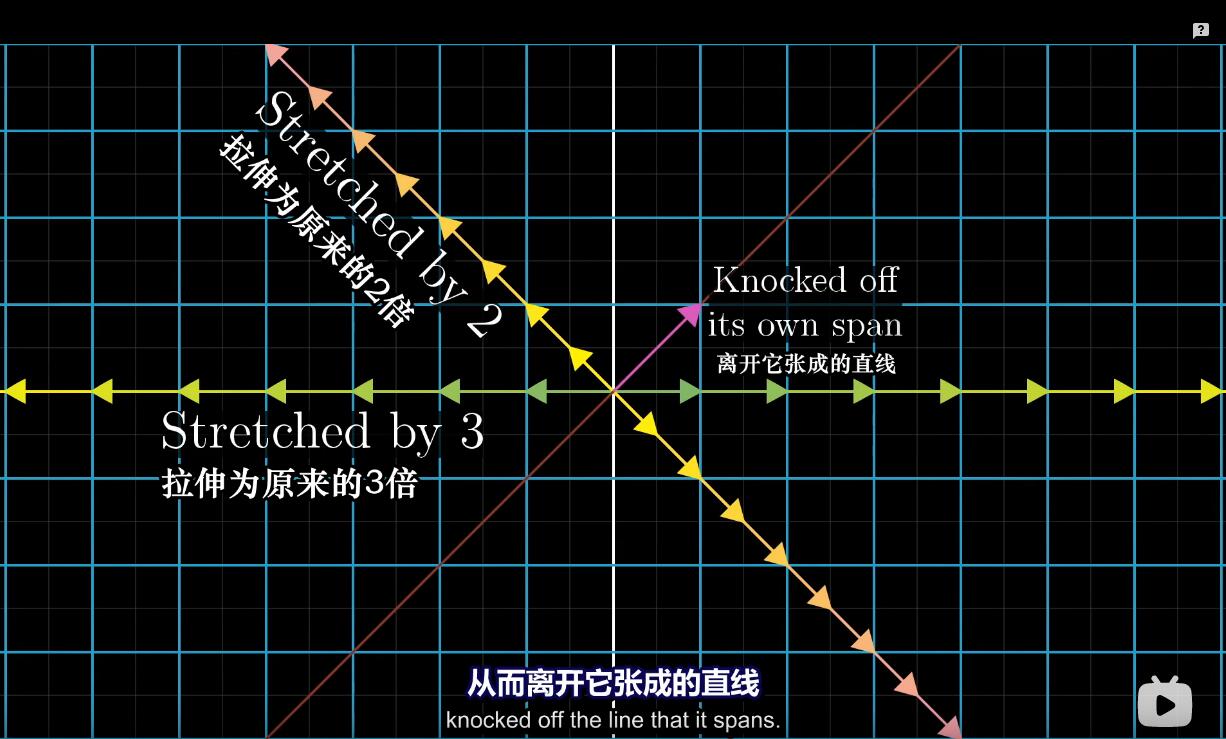 Stretched by 2
拉伸为原来的2倍
Knocked off
its own span
离开它张成的直线
Stretched by 3
拉伸为原来的3倍
从而离开它张成的直线
knocked off the line that it spans.
?